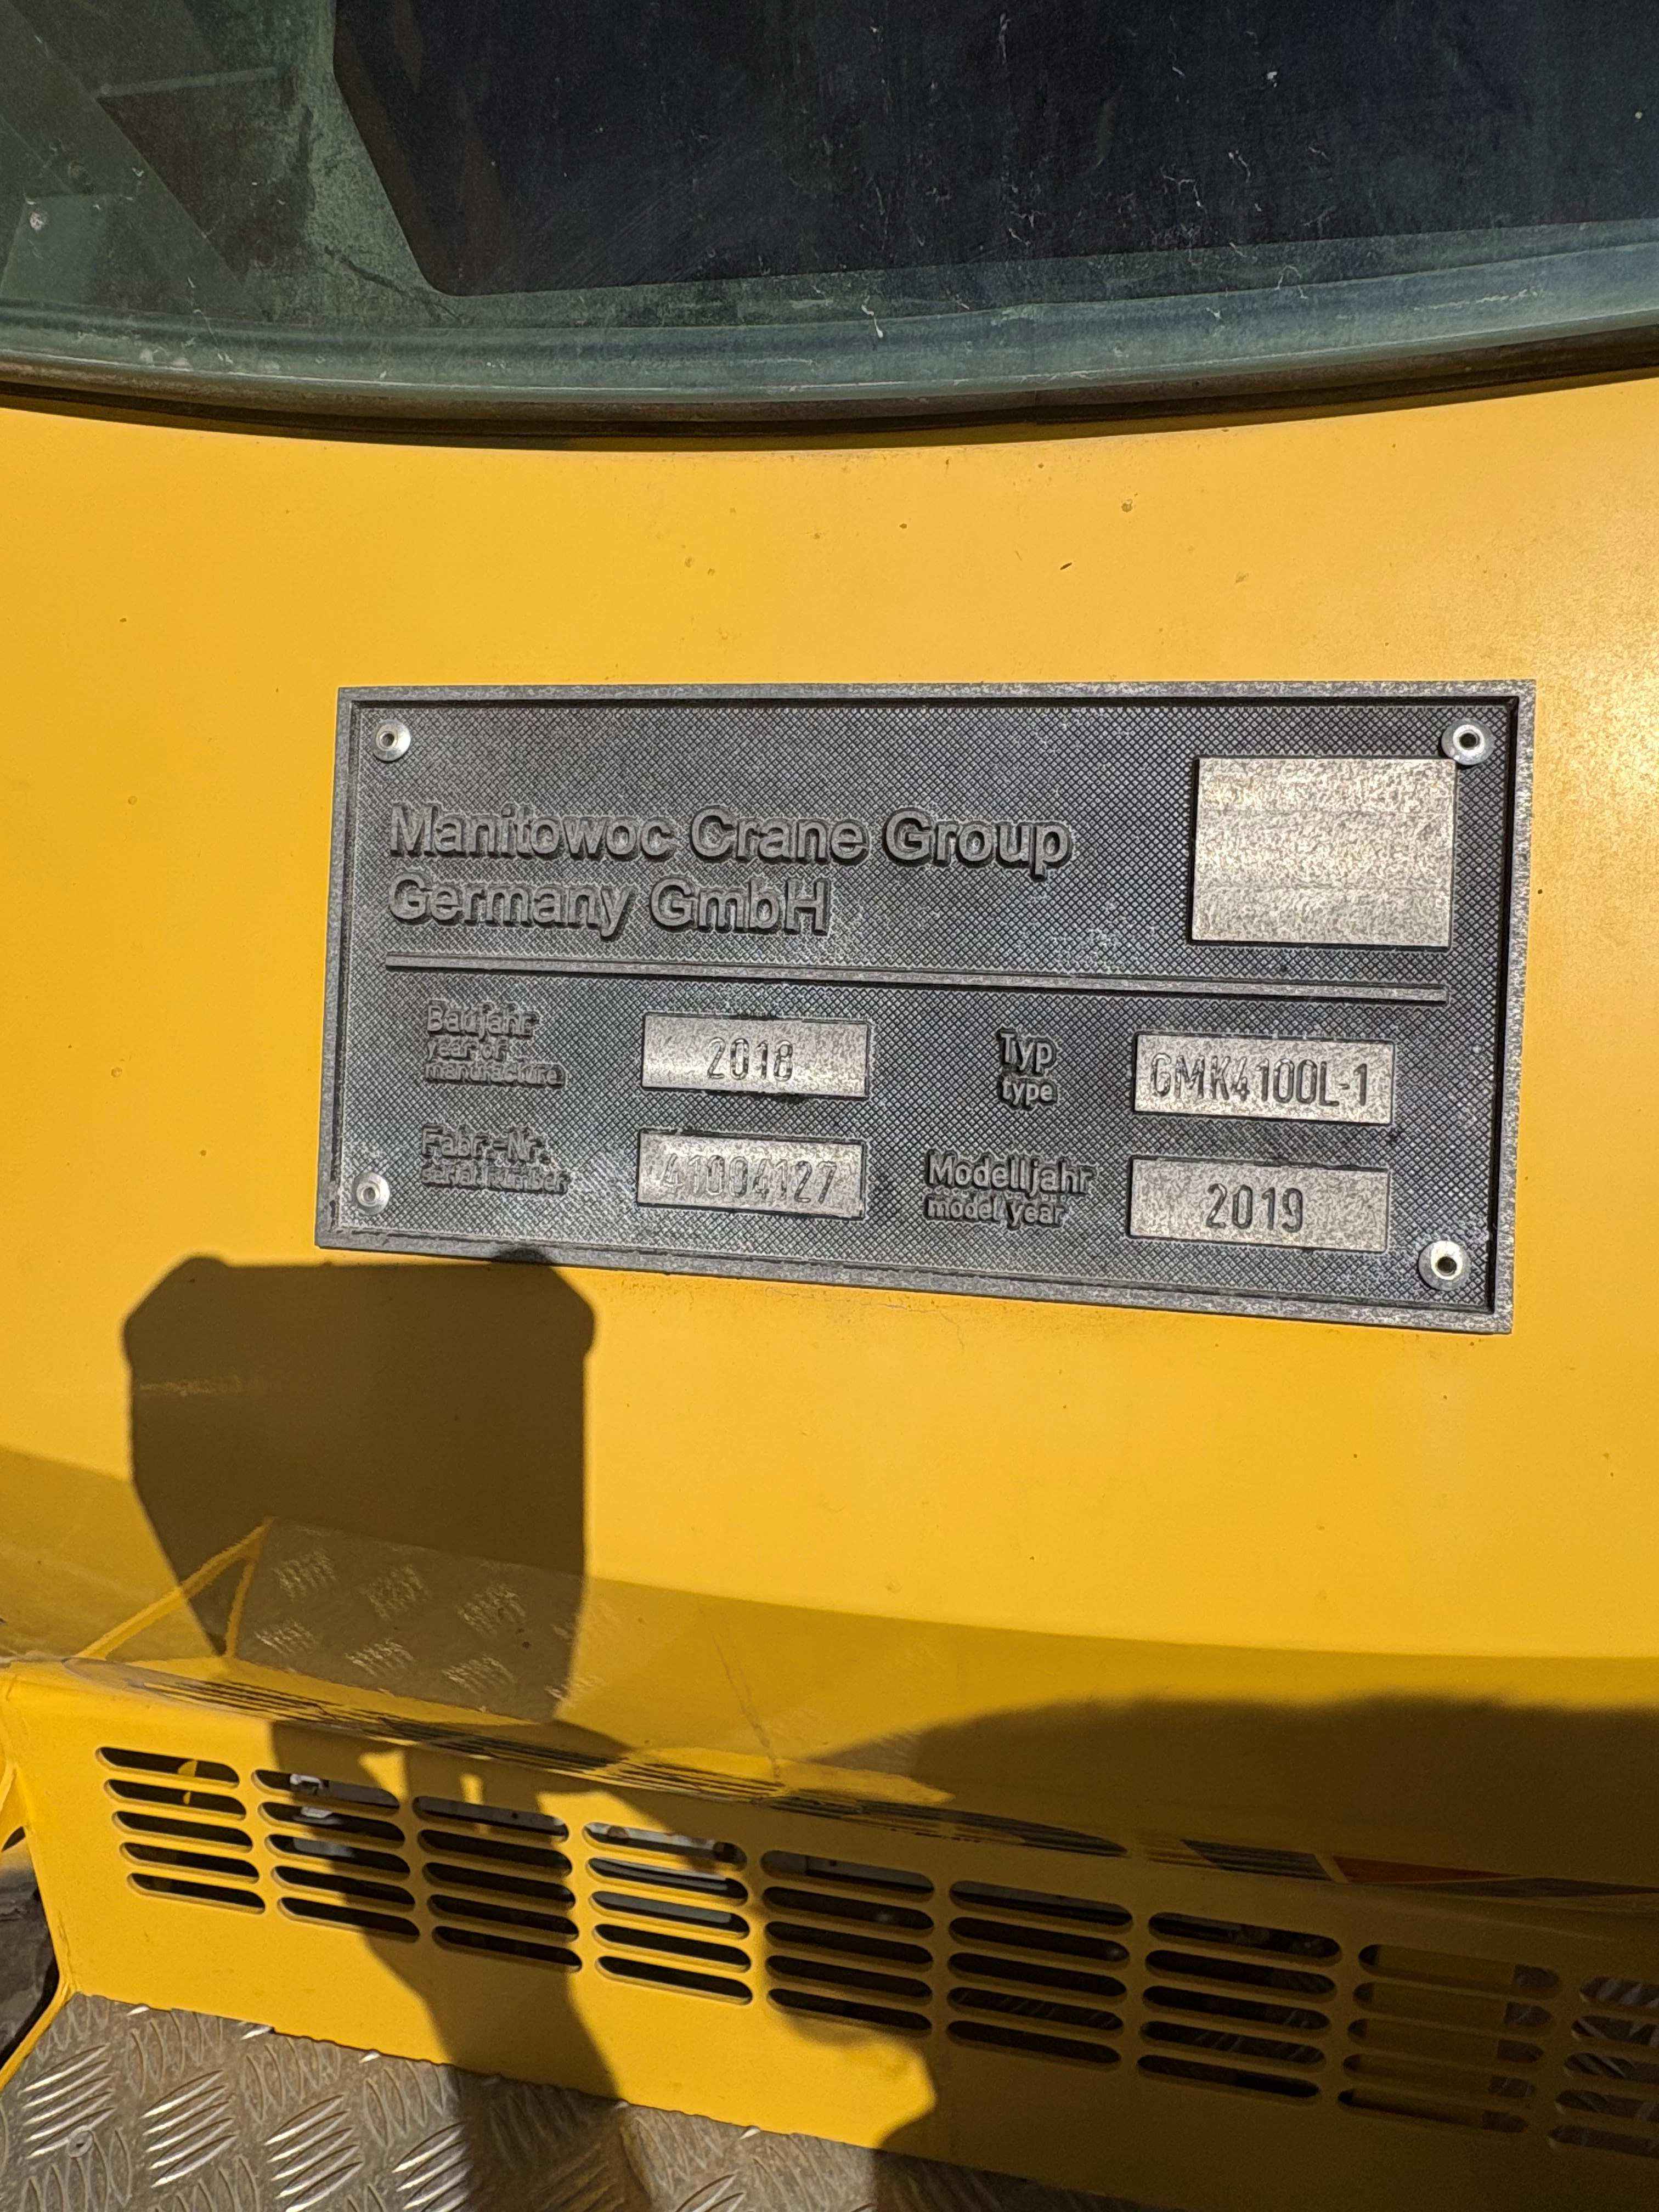 Manitowoc Crane Group
Germany GmbH
Baujahr
year of
manufacture
2018
Typ
type
GMK4100L-1
Fabr.-Nr.
serial number
41004127
Modelljahr
model year
2019